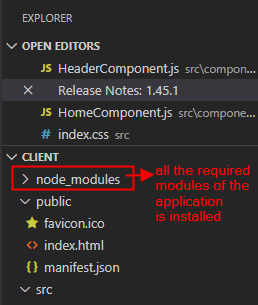 EXPLORER
OPEN EDITORS
JS HeaderComponent.js src\compon...
Release Notes: 1.45.1
JS HomeComponent.js src\compone...
# index.css src
CLIENT
node_modules
all the required
modules of the
application
is installed
public
favicon.ico
<> index.html
manifest.json
src